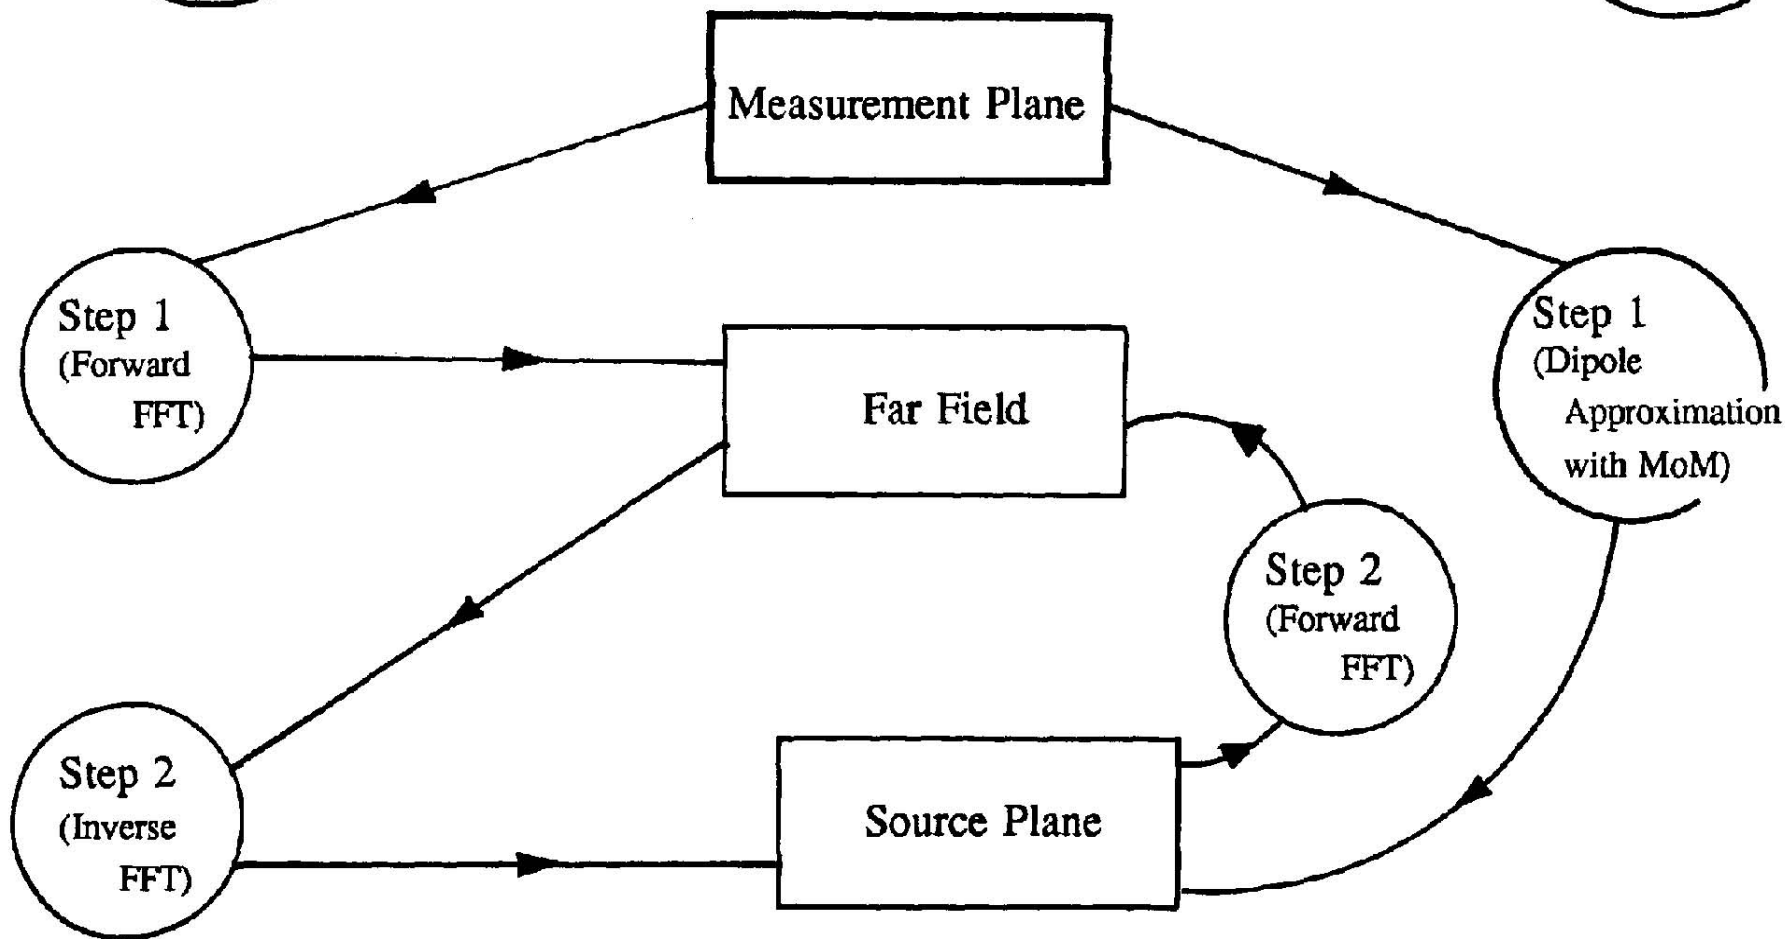 Measurement Plane
Step 1
(Forward
FFT)
Far Field
Step 1
(Dipole
Approximation
with MoM)
Step 2
(Forward
FFT)
Step 2
(Inverse
FFT)
Source Plane